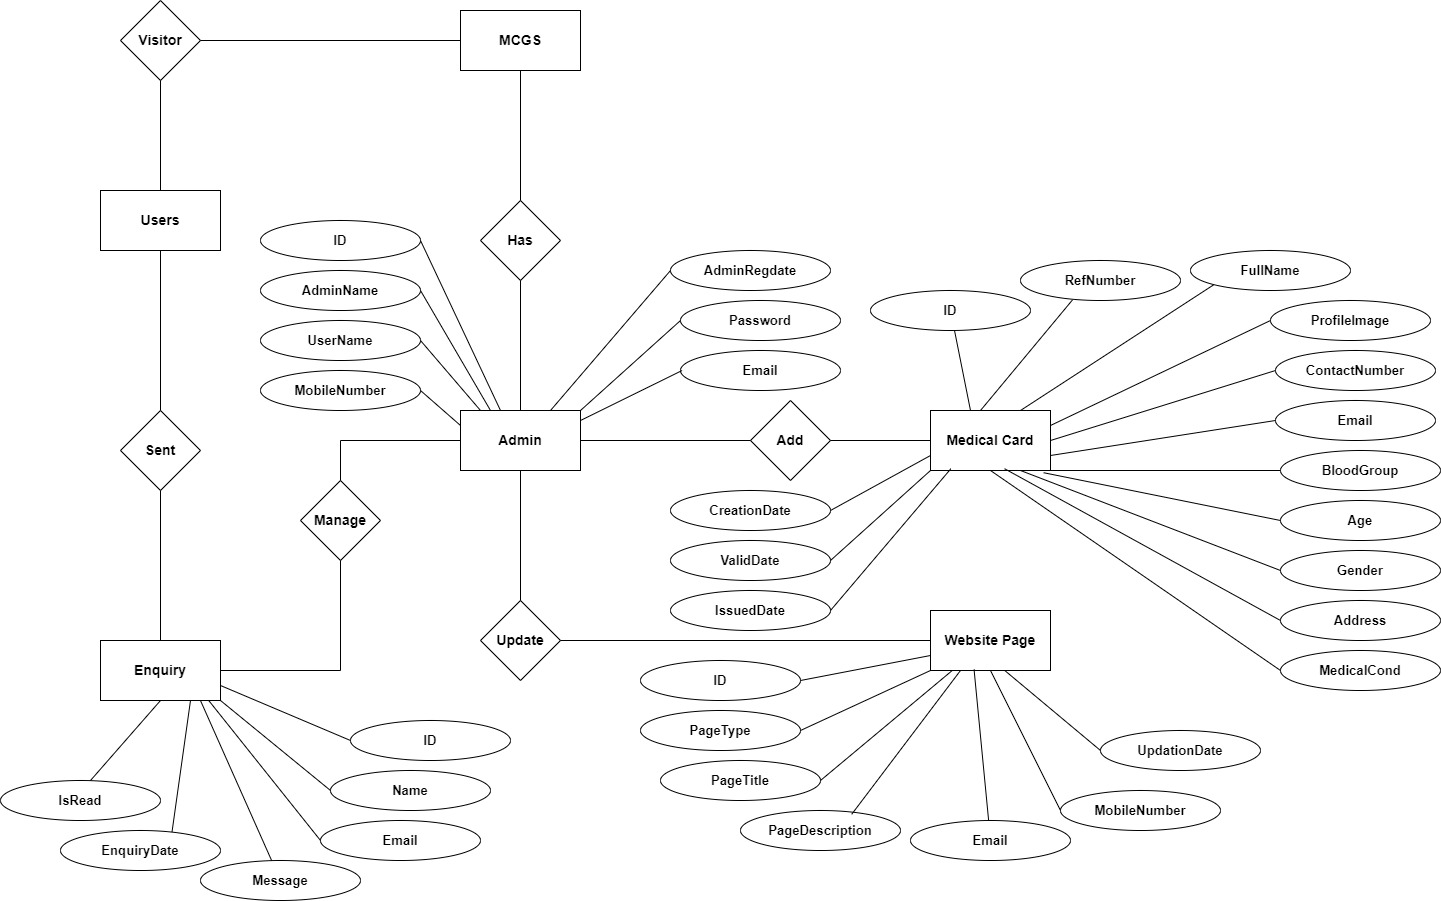 Visitor
MCGS
Users
Has
ID
AdminName
UserName
MobileNumber
AdminRegdate
Password
Email
ID
RefNumber
FullName
ProfileImage
ContactNumber
Email
BloodGroup
Age
Gender
Address
MedicalCond
Sent
Admin
Add
Medical Card
Manage
CreationDate
ValidDate
IssuedDate
Update
Website Page
Enquiry
ID
PageType
PageTitle
PageDescription
Email
MobileNumber
UpdationDate
ID
Name
Email
Message
EnquiryDate
IsRead